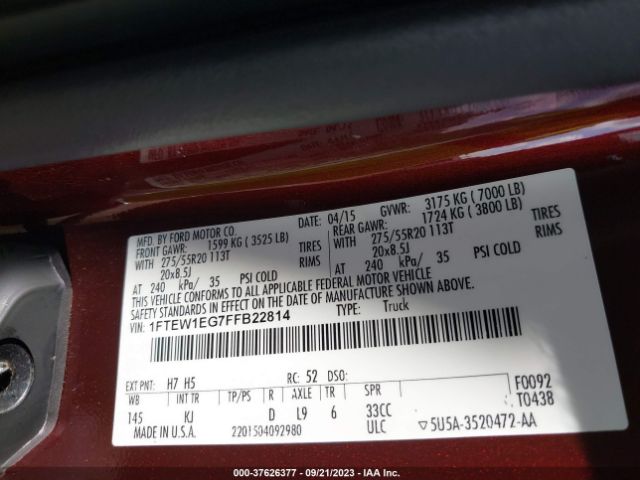 MFD. BY FORD MOTOR CO. DATE: 04/15 GVWR: 3175 KG ( 7000 LB)
FRONT GAWR: 1599 KG ( 3525 LB) REAR GAWR: 1724 KG ( 3800 LB)
WITH 275/55R20 113T TIRES WITH 275/55R20 113T TIRES
20x8.5J RIMS 20x8.5J RIMS
AT 240 kPa/ 35 PSI COLD AT 240 kPa/ 35 PSI COLD
THIS VEHICLE CONFORMS TO ALL APPLICABLE FEDERAL MOTOR VEHICLE
SAFETY STANDARDS IN EFFECT ON THE DATE OF MANUFACTURE SHOWN ABOVE.
VIN: 1FTEW1EG7FFB22814 TYPE: Truck
F0092
T0438
EXT PNT: H7 H5 RC: 52 DSO:
WB INT TR TP/PS R AXLE TR SPR
145 KJ D L9 6 33CC
MADE IN U.S.A. 2201504092980 ULC ▽5U5A-3520472-AA
© 37626377 - 09/21/2023 - IAA Inc.